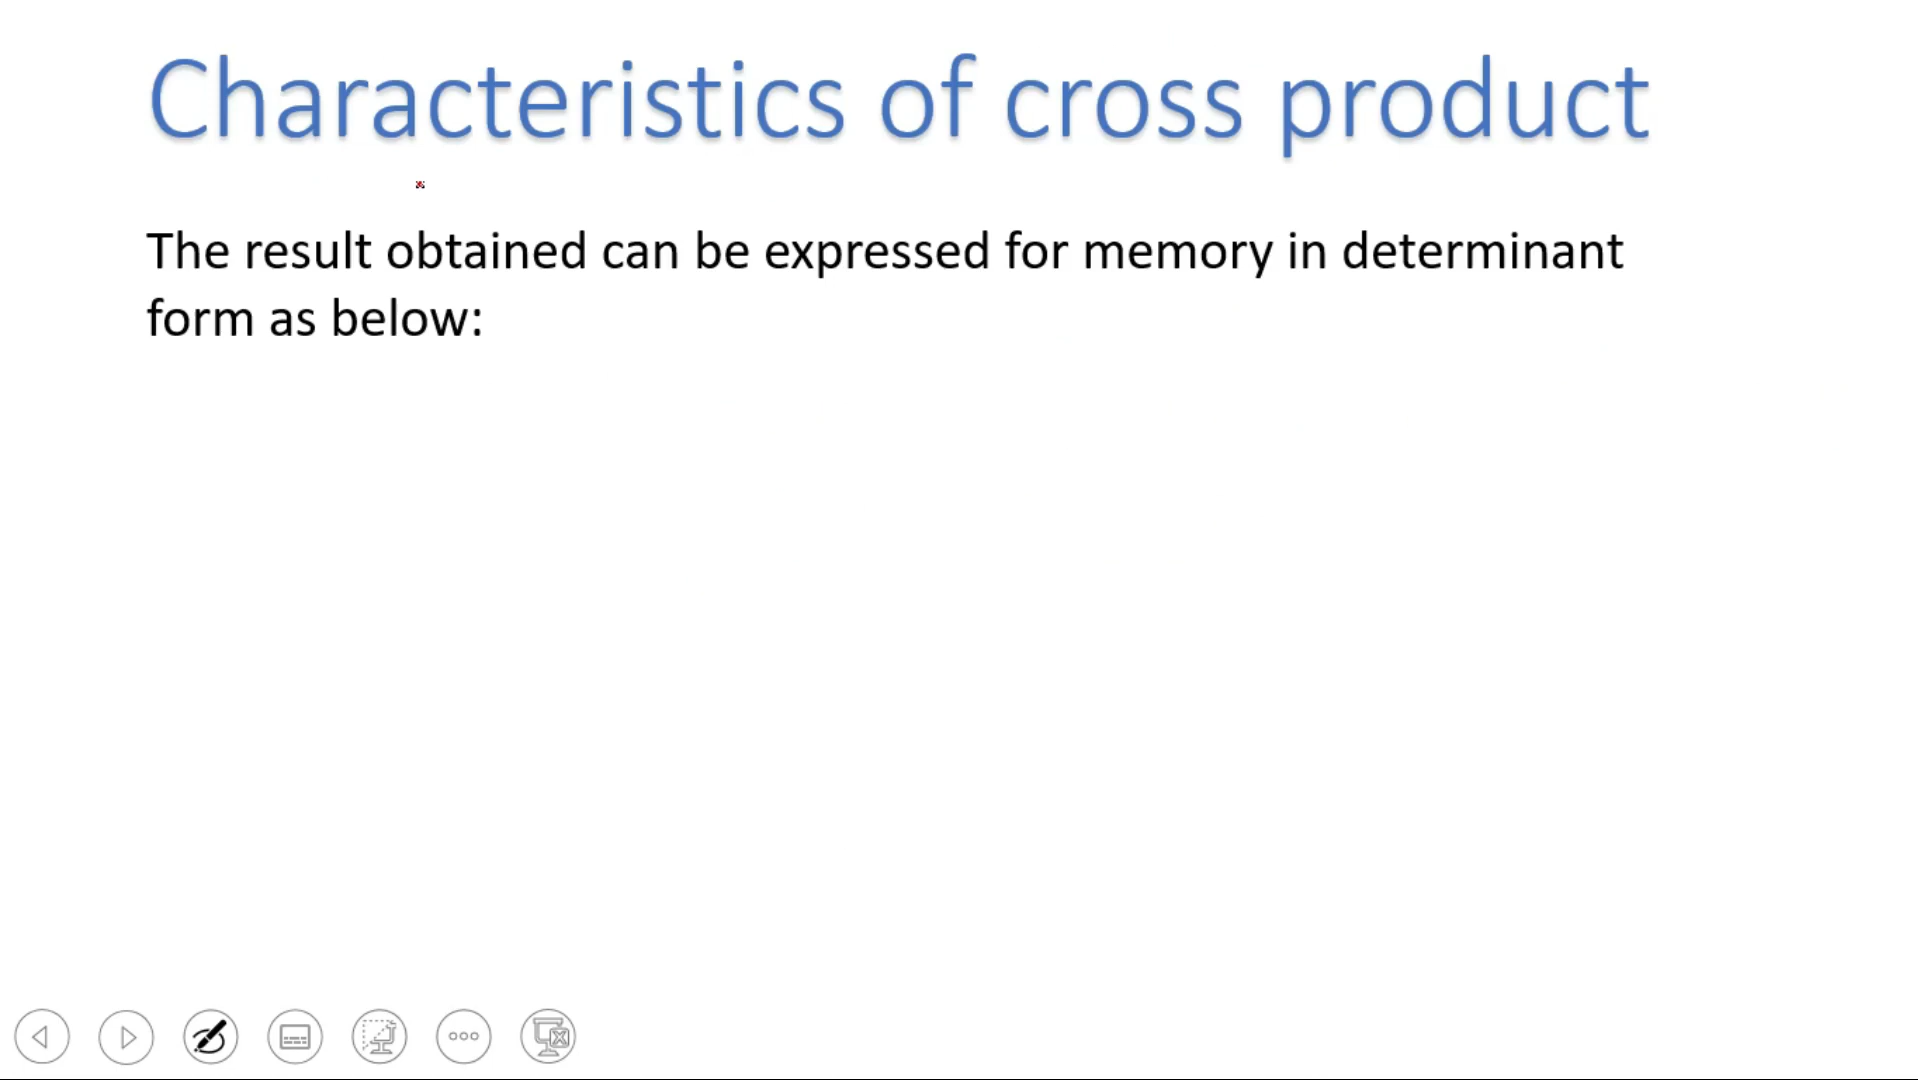 Characteristics of cross product
The result obtained can be expressed for memory in determinant
form as below: